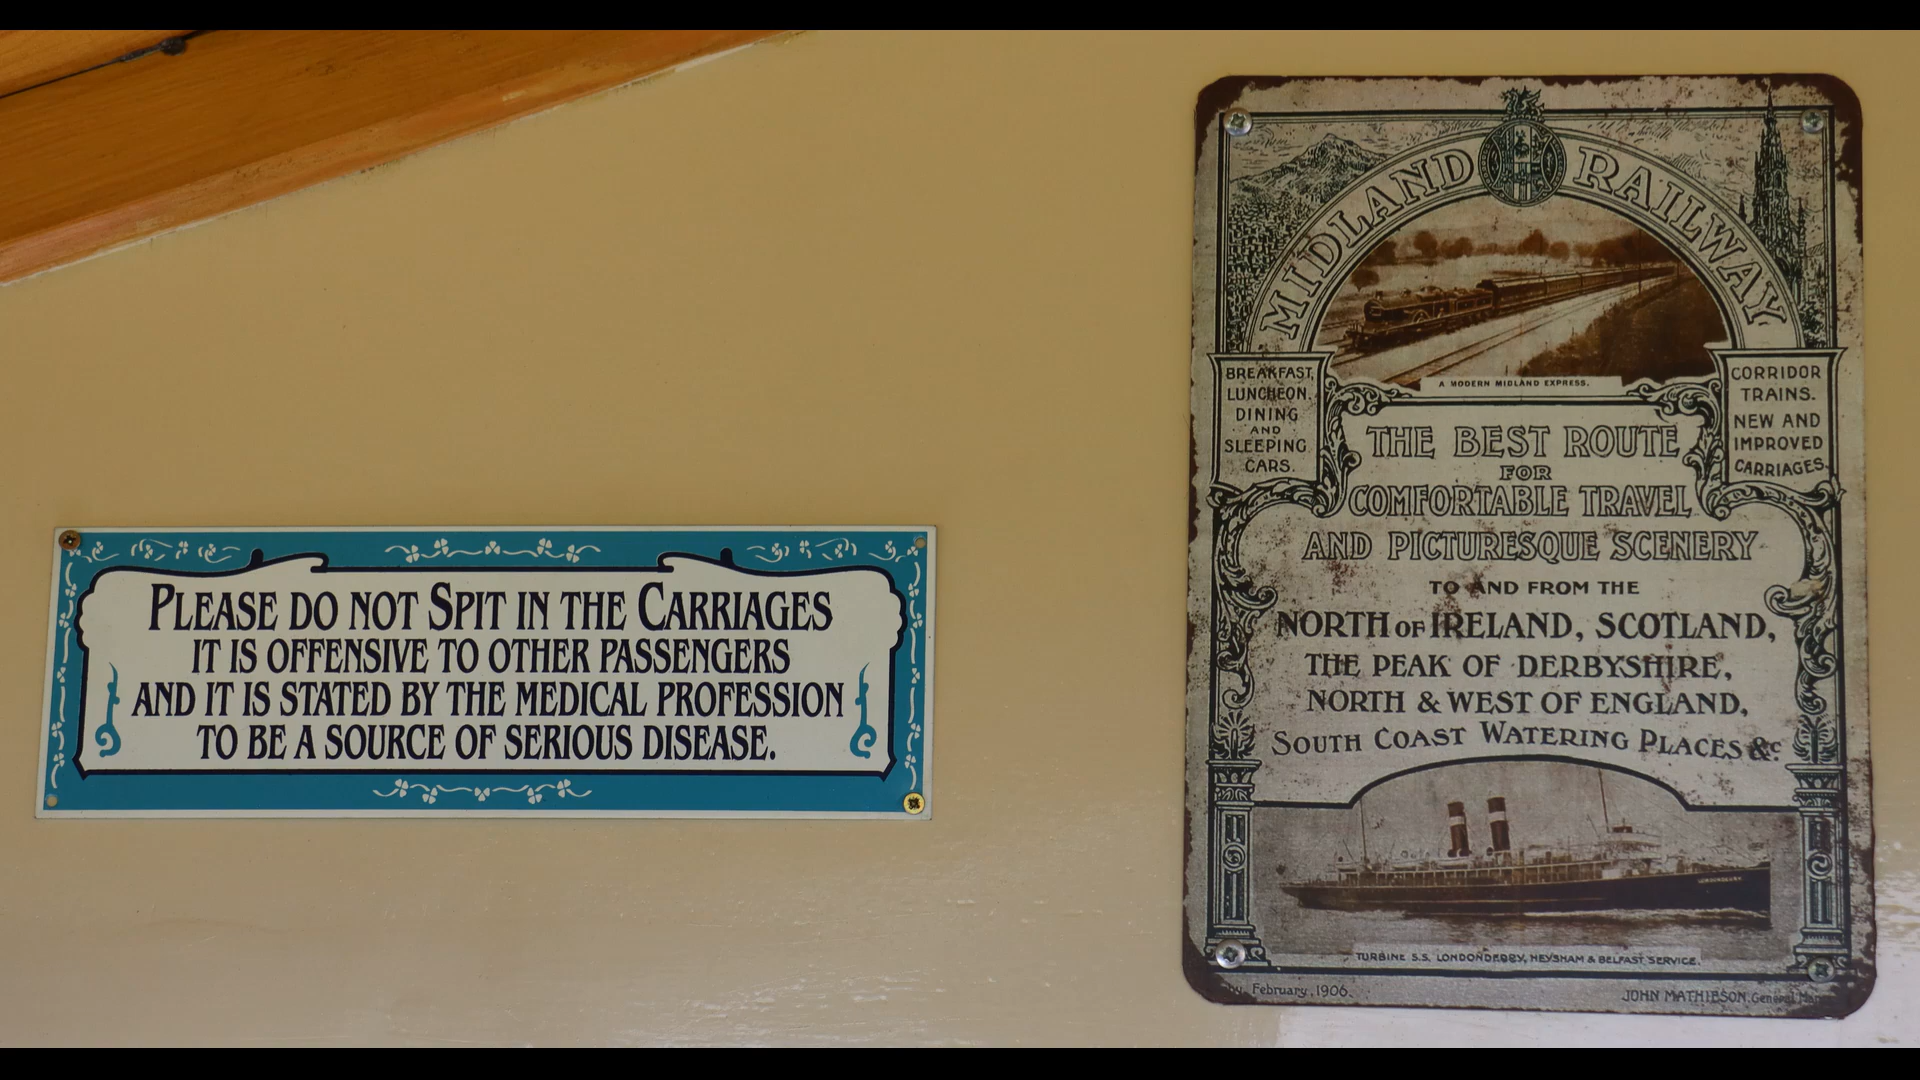 PLEASE DO NOT SPIT IN THE CARRIAGES
IT IS OFFENSIVE TO OTHER PASSENGERS
AND IT IS STATED BY THE MEDICAL PROFESSION
TO BE A SOURCE OF SERIOUS DISEASE.
MIDLAND RAILWAY
A MODERN MIDLAND EXPRESS.
BREAKFAST,
LUNCHEON,
DINING
AND
SLEEPING
CARS.
CORRIDOR
TRAINS.
NEW AND
IMPROVED
CARRIAGES.
THE BEST ROUTE
FOR
COMFORTABLE TRAVEL
AND PICTURESQUE SCENERY
TO AND FROM THE
NORTH OF IRELAND, SCOTLAND,
THE PEAK OF DERBYSHIRE,
NORTH & WEST OF ENGLAND,
SOUTH COAST WATERING PLACES &c.
TURBINE S.S. LONDONDERRY, HEYSHAM & BELFAST SERVICE.
February, 1906.
JOHN MATHIESON, General